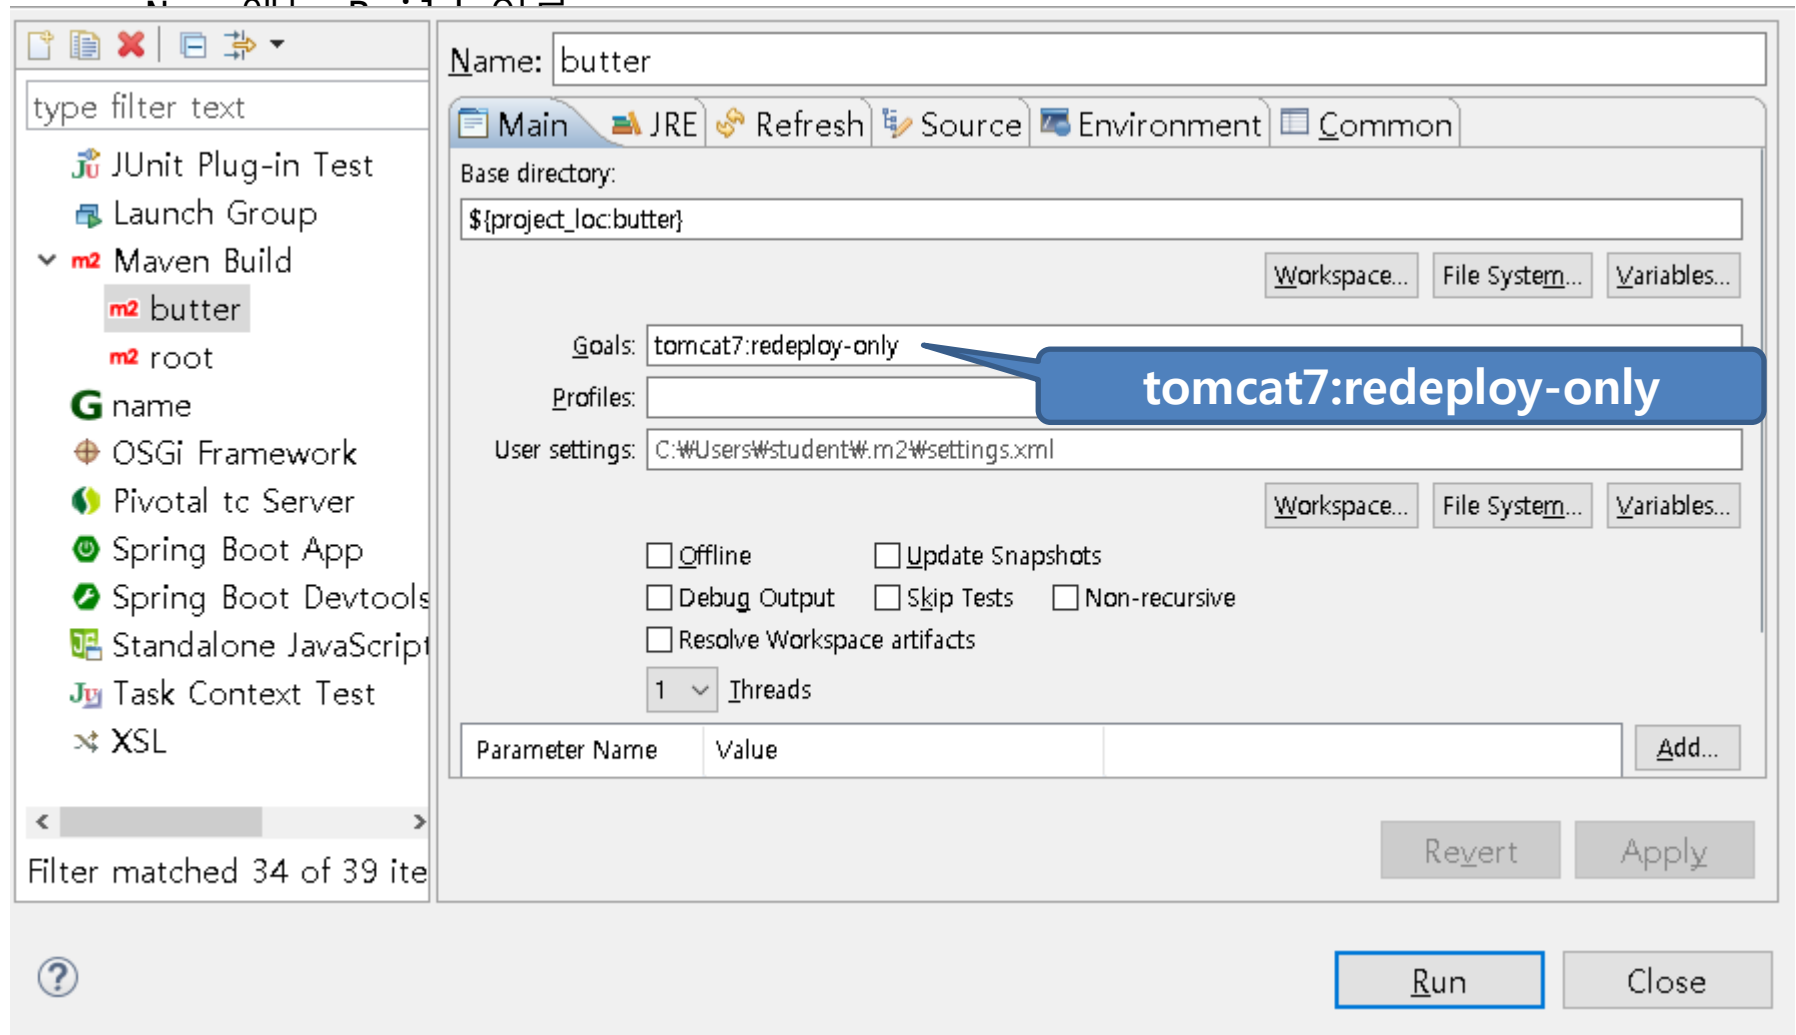 Name: butter
type filter text
Main JRE Refresh Source Environment Common
JUnit Plug-in Test
Launch Group
Maven Build
m2 butter
m2 root
name
OSGi Framework
Pivotal tc Server
Spring Boot App
Spring Boot Devtools
Standalone JavaScript
Task Context Test
XSL
Filter matched 34 of 39 ite
Base directory:
${project_loc:butter}
Workspace... File System... Variables...
Goals: tomcat7:redeploy-only
tomcat7:redeploy-only
Profiles:
User settings: C:₩Users₩student₩.m2₩settings.xml
Workspace... File System... Variables...
Offline Update Snapshots
Debug Output Skip Tests Non-recursive
Resolve Workspace artifacts
1 Threads
Parameter Name Value Add...
Revert Apply
Run Close